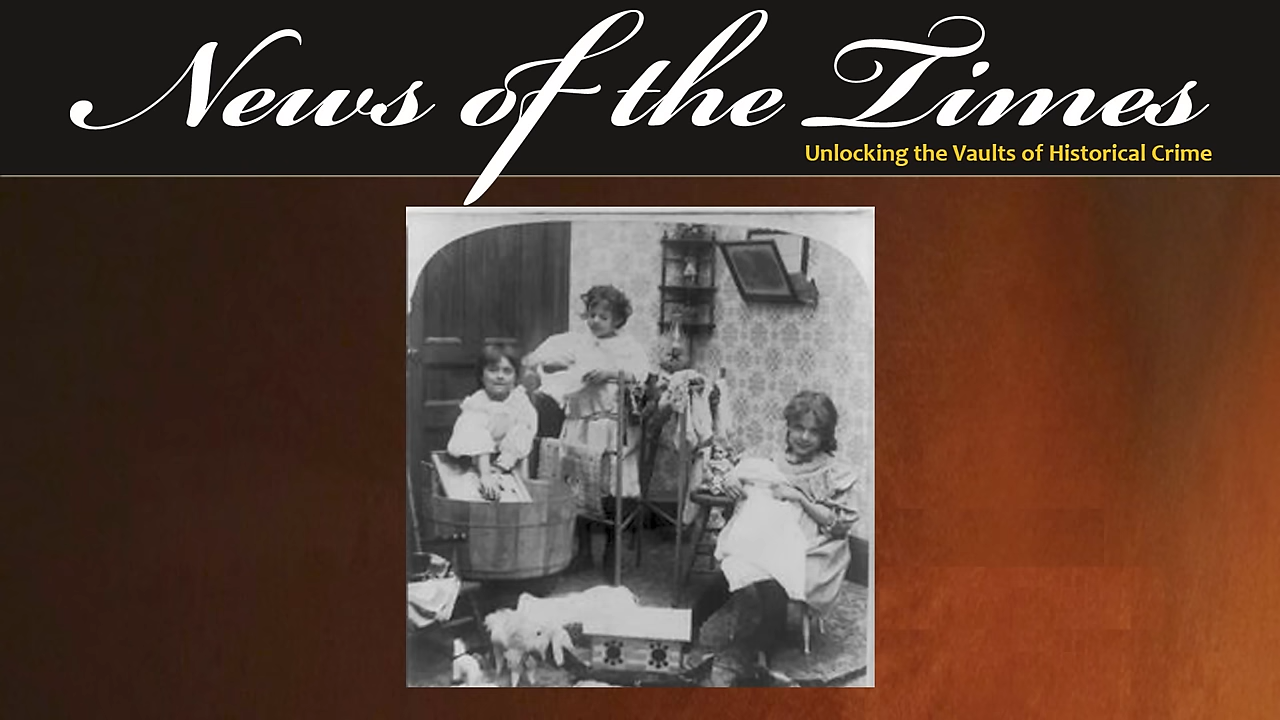 News of the Times
Unlocking the Vaults of Historical Crime